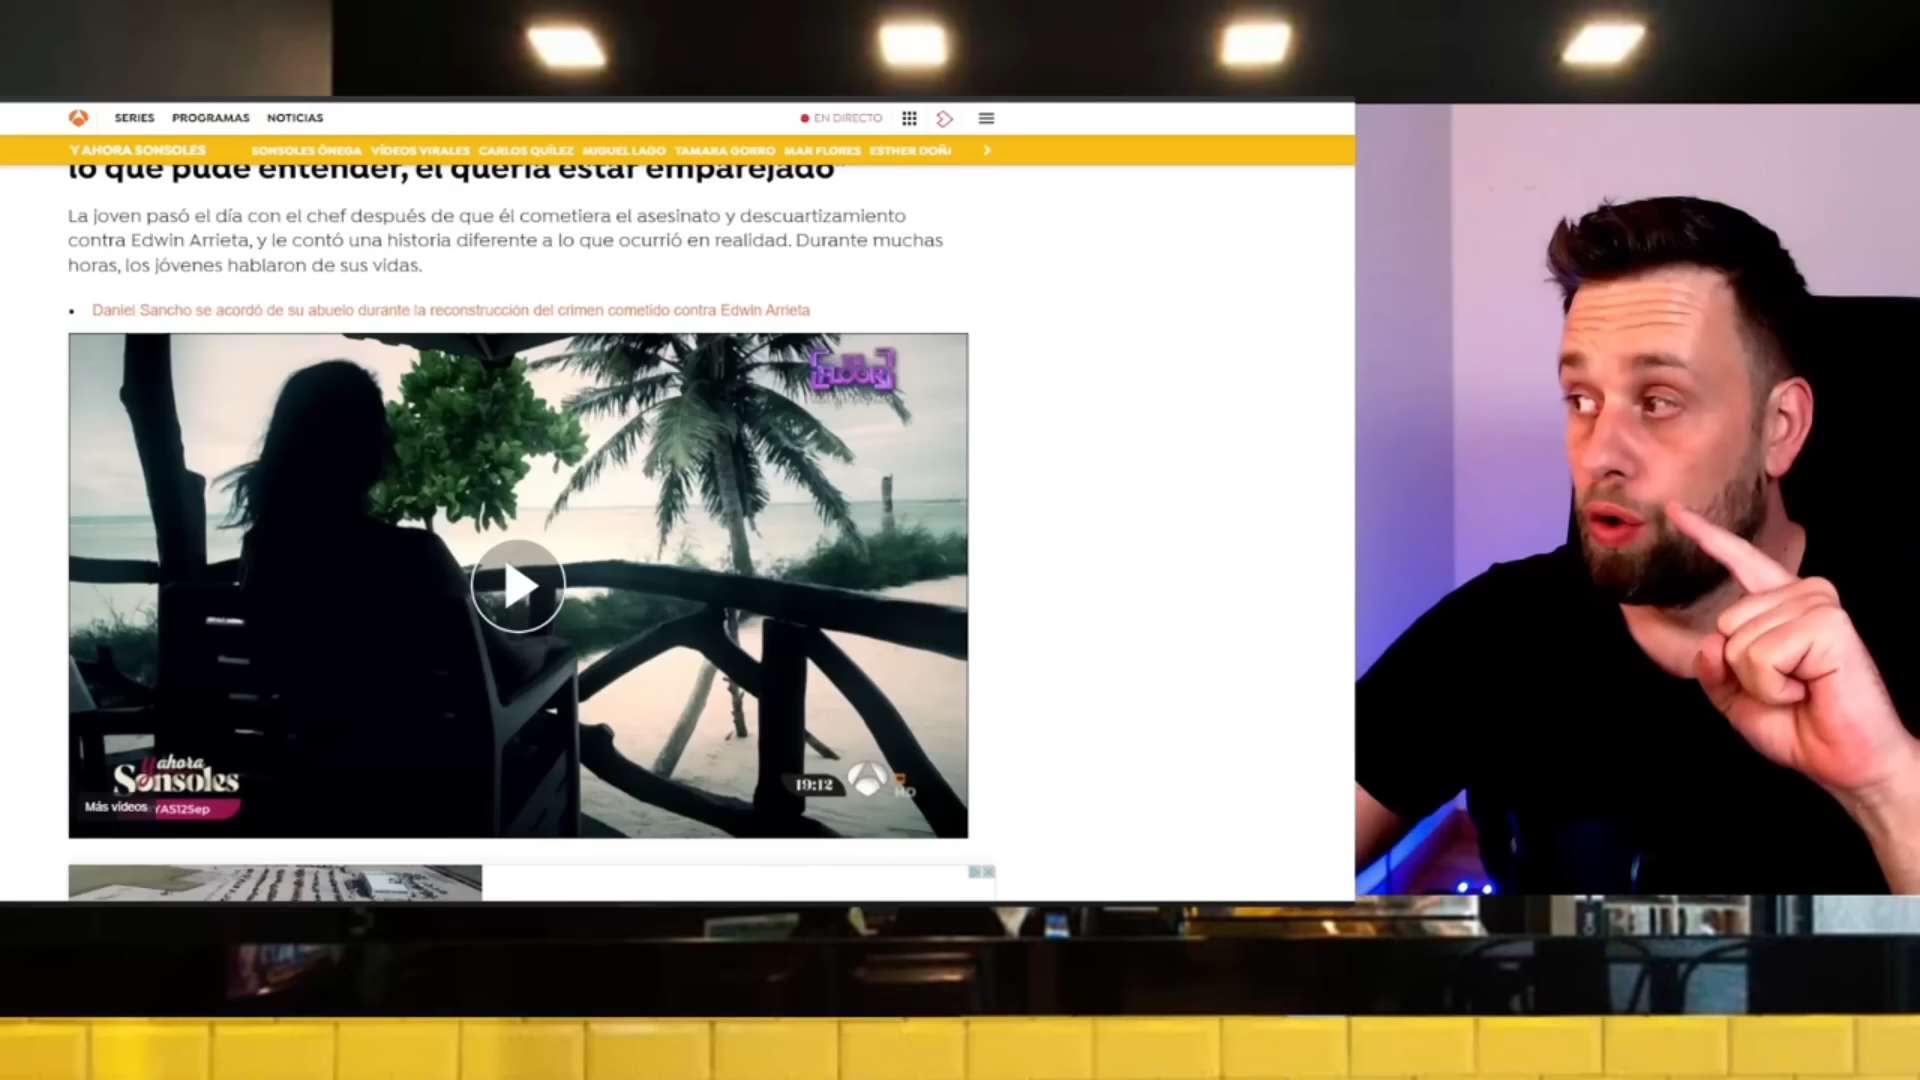 SERIES PROGRAMAS NOTICIAS
EN DIRECTO
Y AHORA SONSOLES
SONSOLES ÓNEGA VÍDEOS VIRALES CARLOS QUÍLEZ MIGUEL LAGO TAMARA GORRO MAR FLORES ESTHER DOÑA
lo que pude entender, él quería estar emparejado"
La joven pasó el día con el chef después de que él cometiera el asesinato y descuartizamiento
contra Edwin Arrieta, y le contó una historia diferente a lo que ocurrió en realidad. Durante muchas
horas, los jóvenes hablaron de sus vidas.
Daniel Sancho se acordó de su abuelo durante la reconstrucción del crimen cometido contra Edwin Arrieta
FLOOR
y ahora
Sonsoles
Más vídeos YAS12Sep
19:12
HD